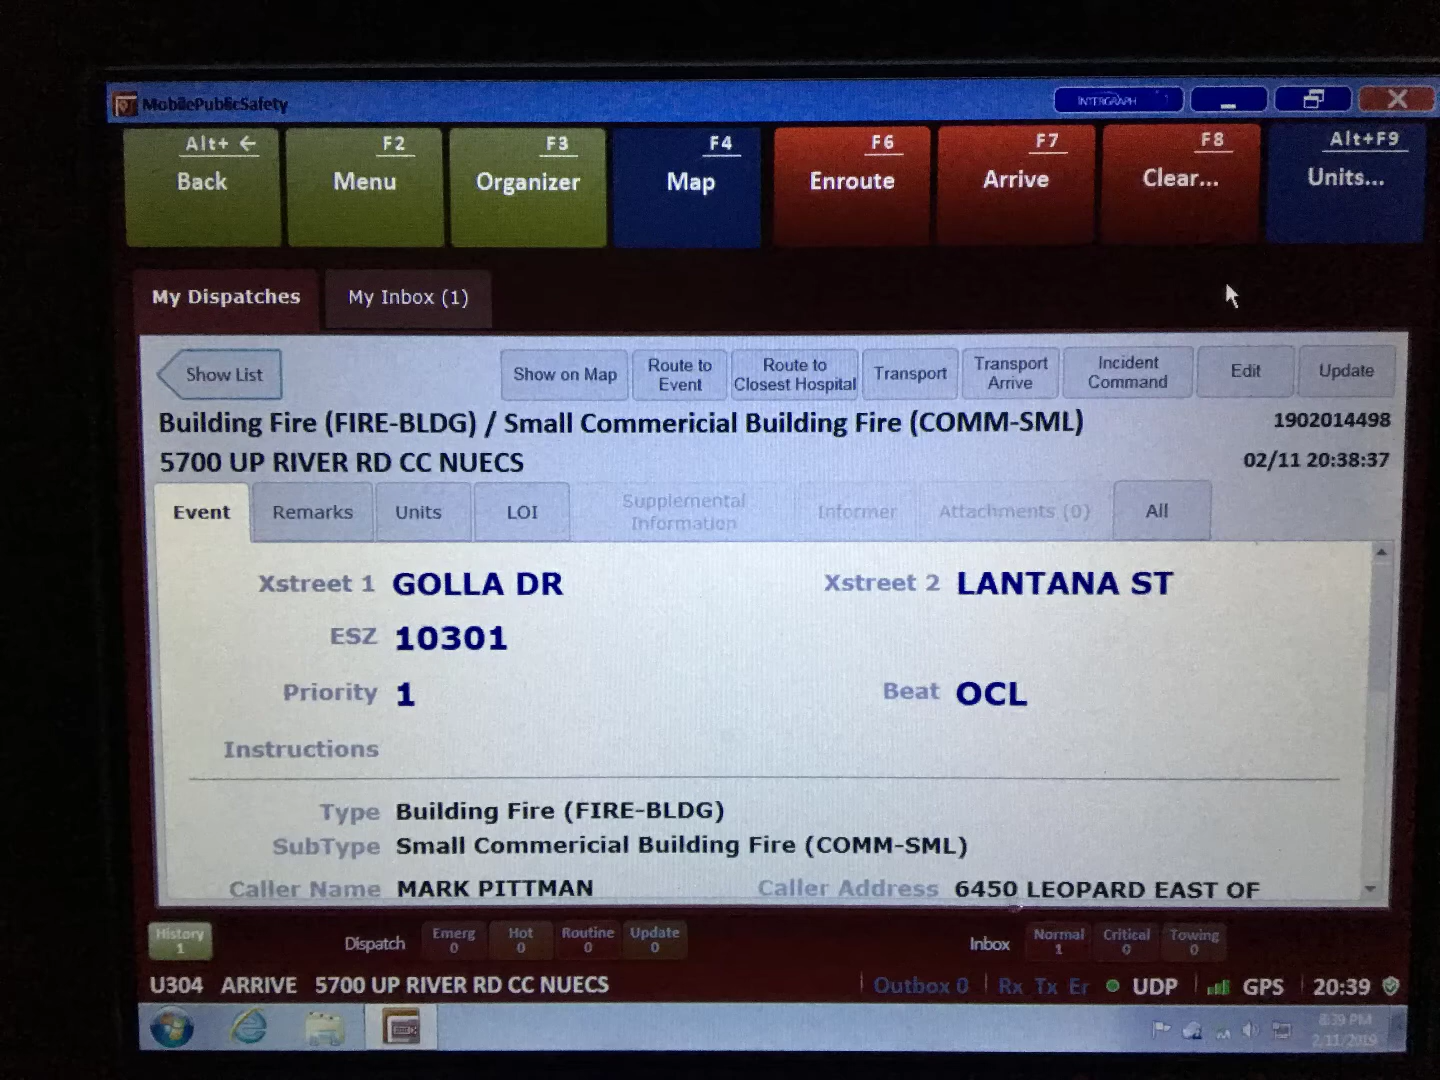 MobilePublicSafety INTERGRAPH
Alt+ ← F2 F3 F4 F6 F7 F8 Alt+F9
Back Menu Organizer Map Enroute Arrive Clear... Units...
My Dispatches My Inbox (1)
Show List Show on Map Route to Event Route to Closest Hospital Transport Transport Arrive Incident Command Edit Update
Building Fire (FIRE-BLDG) / Small Commericial Building Fire (COMM-SML) 1902014498
5700 UP RIVER RD CC NUECS 02/11 20:38:37
Event Remarks Units LOI Supplemental Information Informer Attachments (0) All
Xstreet 1 GOLLA DR Xstreet 2 LANTANA ST
ESZ 10301
Priority 1 Beat OCL
Instructions
Type Building Fire (FIRE-BLDG)
SubType Small Commericial Building Fire (COMM-SML)
Caller Name MARK PITTMAN Caller Address 6450 LEOPARD EAST OF
History 1 Dispatch Emerg 0 Hot 0 Routine 0 Update 0 Inbox Normal 1 Critical 0 Towing 0
U304 ARRIVE 5700 UP RIVER RD CC NUECS Outbox 0 Rx Tx Er UDP GPS 20:39
8:39 PM
2/11/2019